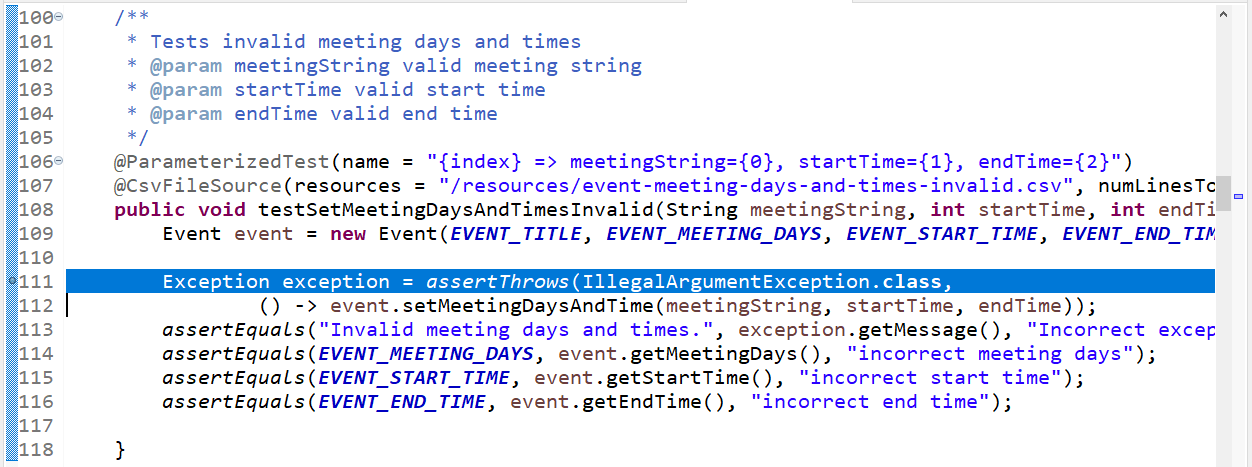 100 /**
101 * Tests invalid meeting days and times
102 * @param meetingString valid meeting string
103 * @param startTime valid start time
104 * @param endTime valid end time
105 */
106 @ParameterizedTest(name = "{index} => meetingString={0}, startTime={1}, endTime={2}")
107 @CsvFileSource(resources = "/resources/event-meeting-days-and-times-invalid.csv", numLinesTo
108 public void testSetMeetingDaysAndTimesInvalid(String meetingString, int startTime, int endTi
109 Event event = new Event(EVENT_TITLE, EVENT_MEETING_DAYS, EVENT_START_TIME, EVENT_END_TIM
110
111 Exception exception = assertThrows(IllegalArgumentException.class,
112 () -> event.setMeetingDaysAndTime(meetingString, startTime, endTime));
113 assertEquals("Invalid meeting days and times.", exception.getMessage(), "Incorrect excep
114 assertEquals(EVENT_MEETING_DAYS, event.getMeetingDays(), "incorrect meeting days");
115 assertEquals(EVENT_START_TIME, event.getStartTime(), "incorrect start time");
116 assertEquals(EVENT_END_TIME, event.getEndTime(), "incorrect end time");
117
118 }